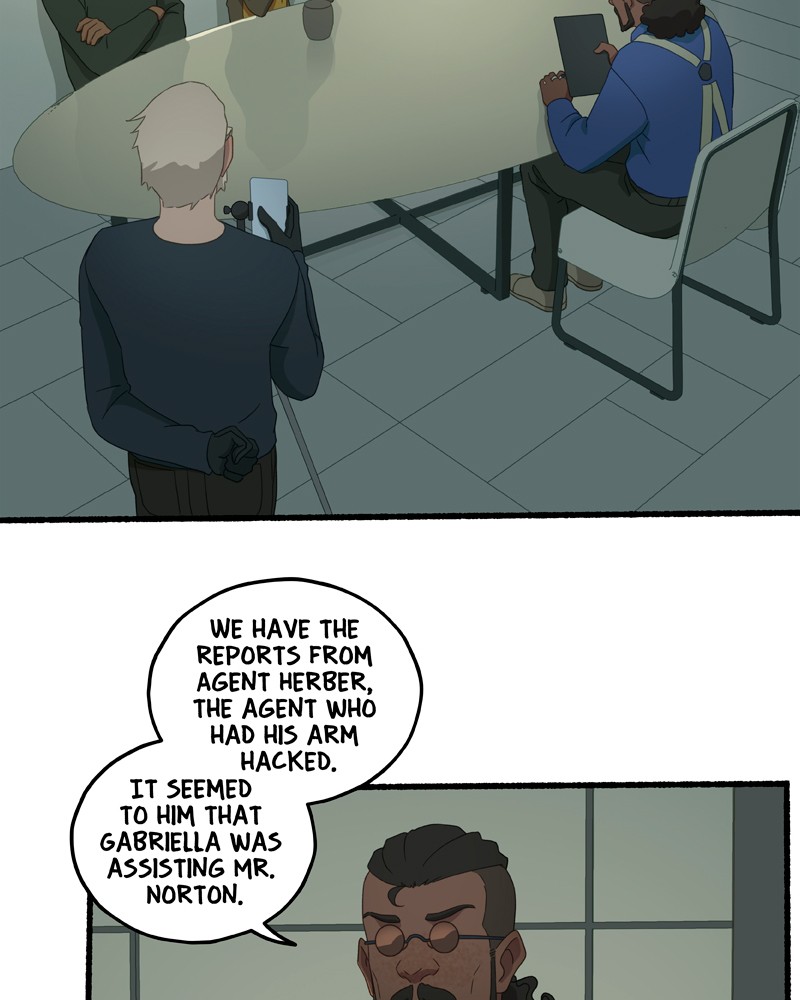 WE HAVE THE
REPORTS FROM
AGENT HERBER,
THE AGENT WHO
HAD HIS ARM
HACKED.
IT SEEMED
TO HIM THAT
GABRIELLA WAS
ASSISTING MR.
NORTON.